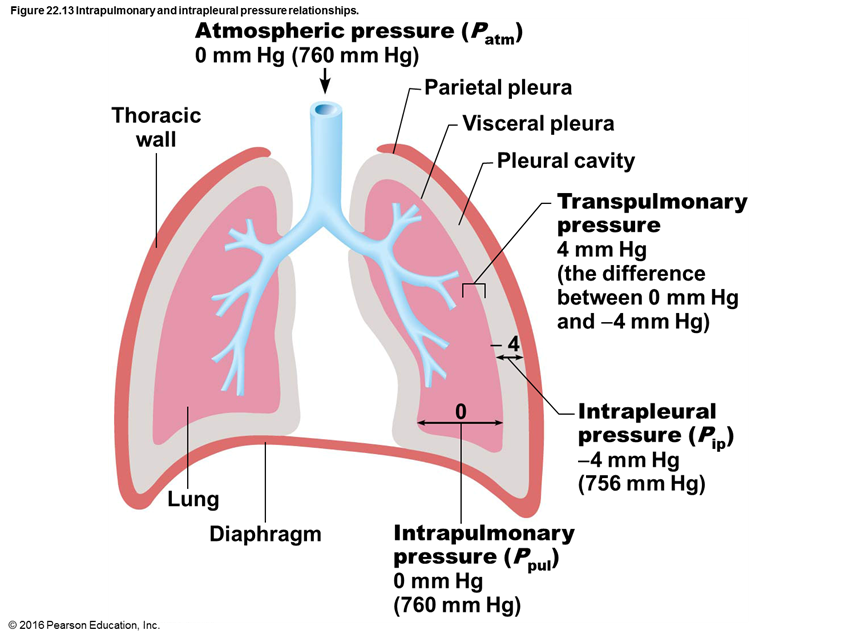 Figure 22.13 Intrapulmonary and intrapleural pressure relationships.
Atmospheric pressure (Patm)
0 mm Hg (760 mm Hg)
Parietal pleura
Thoracic
wall
Visceral pleura
Pleural cavity
Transpulmonary
pressure
4 mm Hg
(the difference
between 0 mm Hg
and −4 mm Hg)
− 4
0
Intrapleural
pressure (Pip)
−4 mm Hg
(756 mm Hg)
Lung
Diaphragm
Intrapulmonary
pressure (Ppul)
0 mm Hg
(760 mm Hg)
© 2016 Pearson Education, Inc.